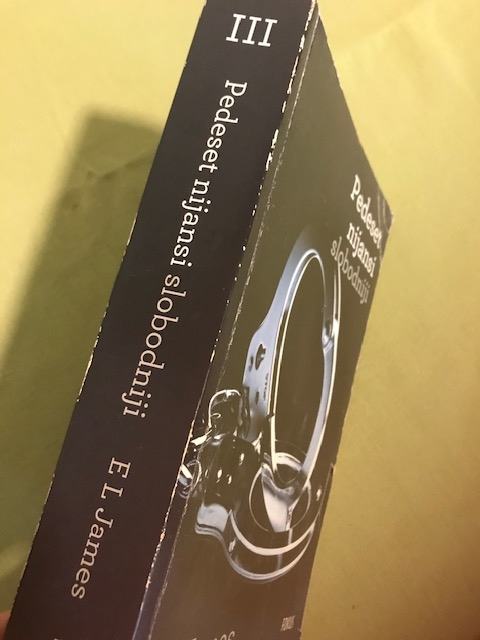 III
Pedeset nijansi slobodniji
E L James
Pedeset
nijansi
slobodniji